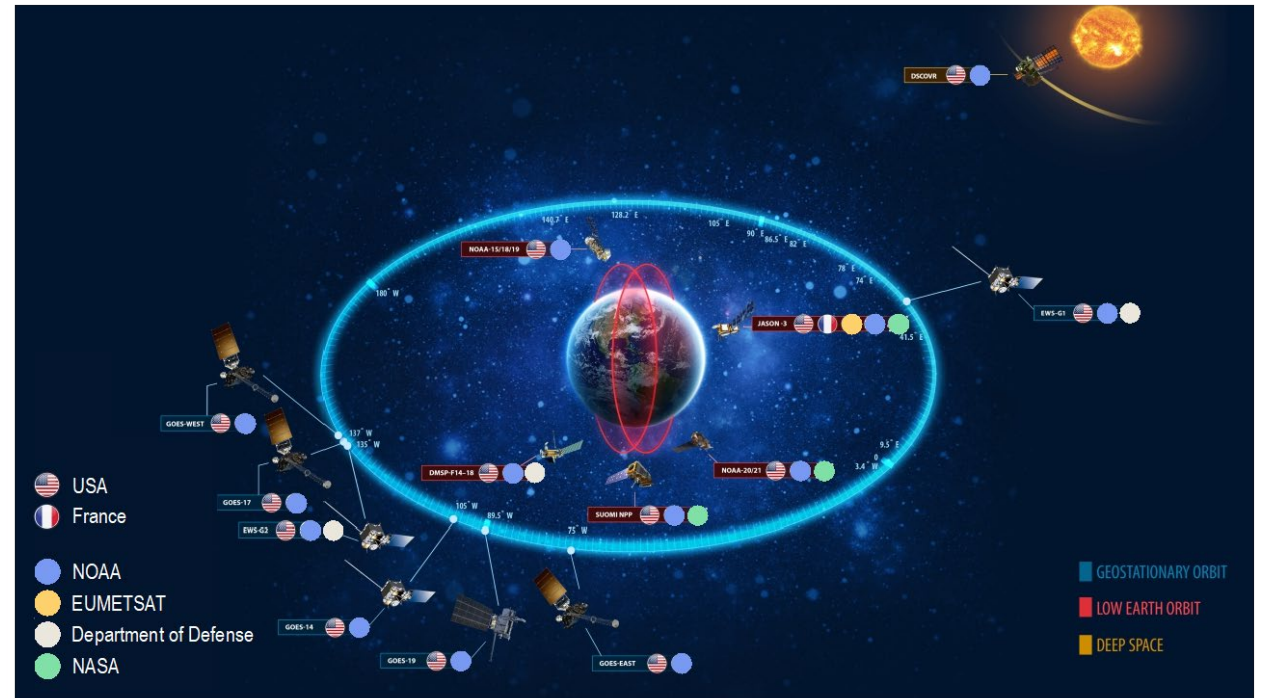 DSCOVR
140.7° E
128.2° E
105° E
90° E
86.5° E
82° E
NOAA-15/18/19
78° E
74° E
180° W
EWS-G1
JASON -3
41.5° E
GOES-WEST
137° W
135° W
9.5° E
0
3.4° W
DMSP-F14-18
NOAA-20/21
USA
GOES-17
105° W
89.5° W
SUOMI NPP
France
EWS-G2
75° W
NOAA
GEOSTATIONARY ORBIT
EUMETSAT
LOW EARTH ORBIT
GOES-14
Department of Defense
DEEP SPACE
GOES-19
GOES-EAST
NASA